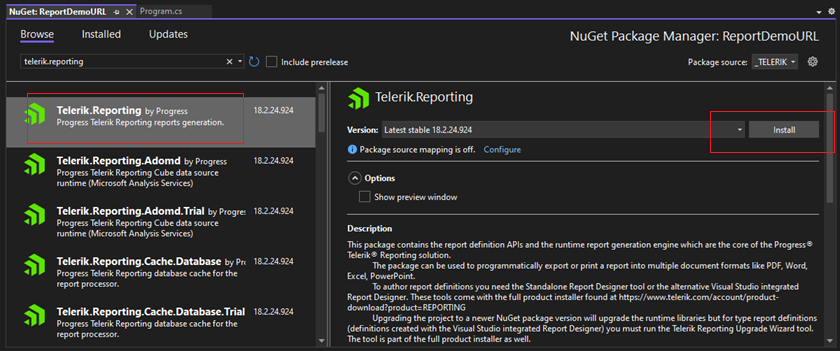 NuGet: ReportDemoURL
Program.cs
Browse
Installed
Updates
NuGet Package Manager: ReportDemoURL
telerik.reporting
Include prerelease
Package source: _TELERIK
Telerik.Reporting by Progress 18.2.24.924
Progress Telerik Reporting reports generation.
Telerik.Reporting.Adomd by Progress 18.2.24.924
Progress Telerik Reporting Cube data source
runtime (Microsoft Analysis Services)
Telerik.Reporting.Adomd.Trial by Progress 18.2.24.924
Progress Telerik Reporting Cube data source
runtime (Microsoft Analysis Services)
Telerik.Reporting.Cache.Database by Pro 18.2.24.924
Progress Telerik Reporting database cache for the
report processor.
Telerik.Reporting.Cache.Database.Trial 18.2.24.924
Progress Telerik Reporting database cache for the
report processor.
Telerik.Reporting
Version: Latest stable 18.2.24.924 Install
Package source mapping is off. Configure
Options
Show preview window
Description
This package contains the report definition APIs and the runtime report generation engine which are the core of the Progress®
Telerik® Reporting solution.
The package can be used to programmatically export or print a report into multiple document formats like PDF, Word,
Excel, PowerPoint.
To author report definitions you need the Standalone Report Designer tool or the alternative Visual Studio integrated
Report Designer. These tools come with the full product installer found at https://www.telerik.com/account/product-
download?product=REPORTING
Upgrading the project to a newer NuGet package version will upgrade the runtime libraries but for type report definitions
(definitions created with the Visual Studio integrated Report Designer) you must run the Telerik Reporting Upgrade Wizard tool.
The tool is part of the full product installer as well.